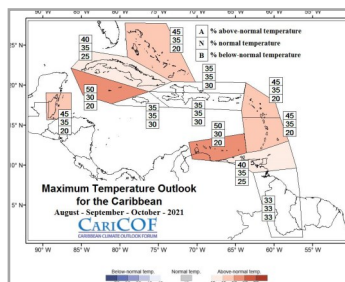 A % above-normal temperature
N % normal temperature
B % below-normal temperature
45
35
20
40
35
25
15°N
35
35
30
50
30
20
35
35
30
35
35
30
45
35
20
45
35
20
45
35
20
50
30
20
10°N
40
35
25
33
33
33
5°N
Maximum Temperature Outlook
for the Caribbean
August - September - October - 2021
CARICOF
CARIBBEAN CLIMATE OUTLOOK FORUM
90°W 85°W 80°W 75°W 70°W 65°W 60°W 55°W
Below-normal temp. Normal temp. Above-normal temp.